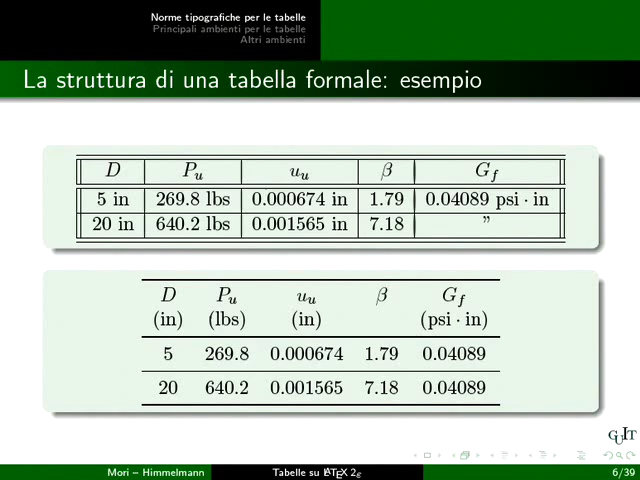 Norme tipografiche per le tabelle
Principali ambienti per le tabelle
Altri ambienti
La struttura di una tabella formale: esempio
D P_u u_u β G_f
5 in 269.8 lbs 0.000674 in 1.79 0.04089 psi · in
20 in 640.2 lbs 0.001565 in 7.18 ”
D P_u u_u β G_f
(in) (lbs) (in) (psi · in)
5 269.8 0.000674 1.79 0.04089
20 640.2 0.001565 7.18 0.04089
GUIT
Mori – Himmelmann Tabelle su LATEX 2ε 6/39